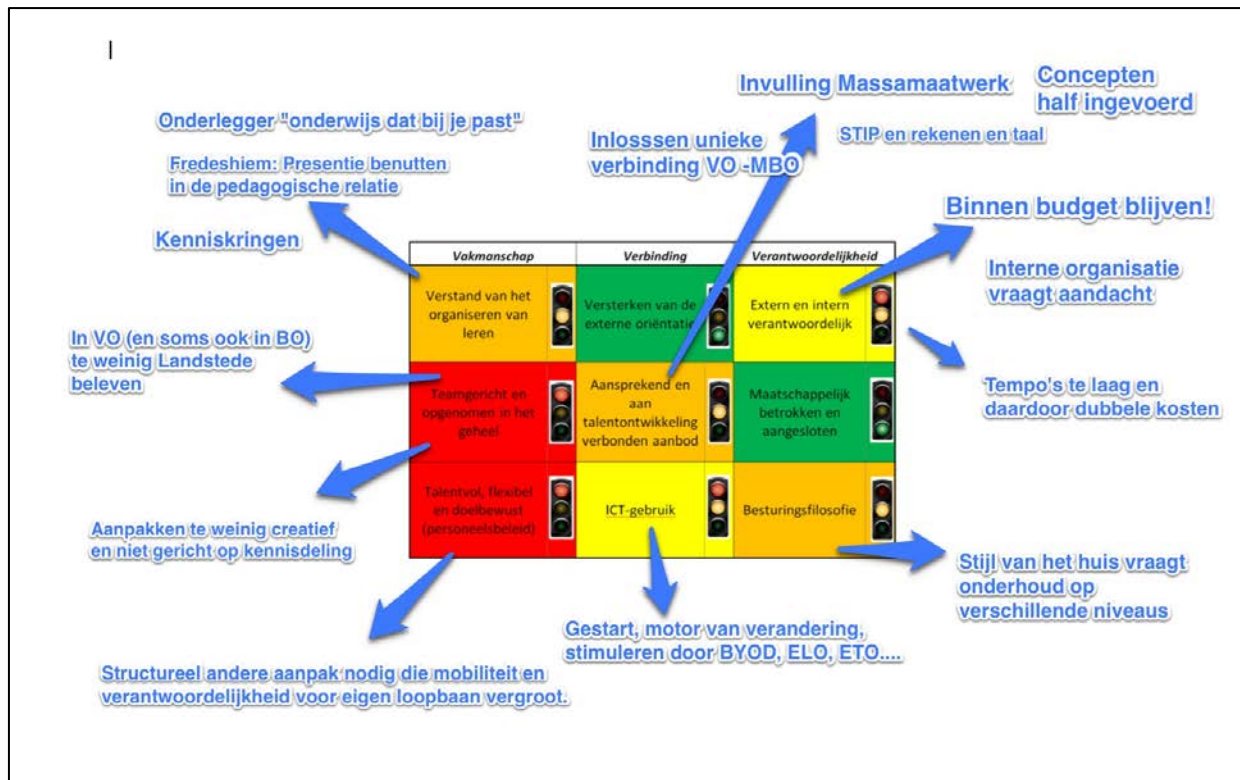 Invulling Massamaatwerk
Concepten
half ingevoerd
Onderlegger "onderwijs dat bij je past"
Inlosssen unieke
verbinding VO -MBO
STIP en rekenen en taal
Fredeshiem: Presentie benutten
in de pedagogische relatie
Binnen budget blijven!
Kenniskringen
Interne organisatie
vraagt aandacht
Vakmanschap
Verbinding
Verantwoordelijkheid
Verstand van het
organiseren van
leren
Versterken van de
externe oriëntatie
Extern en intern
verantwoordelijk
In VO (en soms ook in BO)
te weinig Landstede
beleven
Teamgericht en
opgenomen in het
geheel
Aansprekend en
aan
talentontwikkeling
verbonden aanbod
Maatschappelijk
betrokken en
aangesloten
Tempo's te laag en
daardoor dubbele kosten
Talentvol, flexibel
en doelbewust
(personeelsbeleid)
ICT-gebruik
Besturingsfilosofie
Aanpakken te weinig creatief
en niet gericht op kennisdeling
Stijl van het huis vraagt
onderhoud op
verschillende niveaus
Gestart, motor van verandering,
stimuleren door BYOD, ELO, ETO....
Structureel andere aanpak nodig die mobiliteit en
verantwoordelijkheid voor eigen loopbaan vergroot.